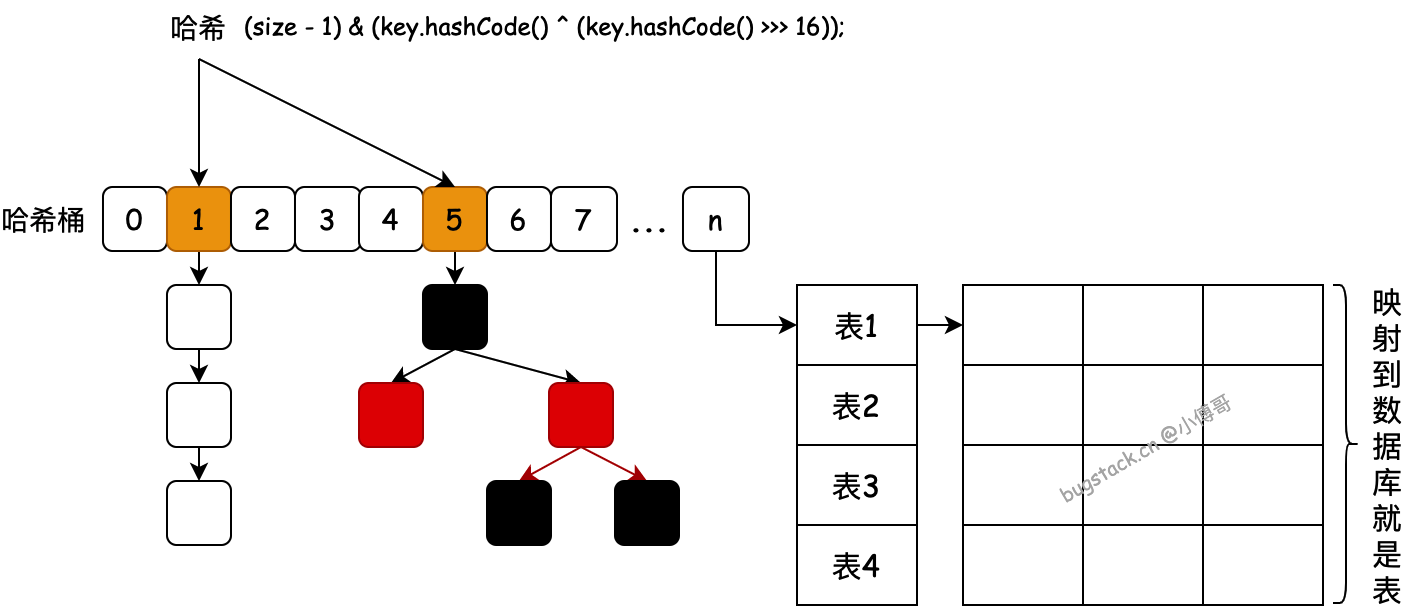 哈希 (size - 1) & (key.hashCode() ^ (key.hashCode() >>> 16));
哈希桶 0 1 2 3 4 5 6 7 ... n
表1
表2
表3
表4
bugstack.cn @小傅哥
映射到数据库就是表